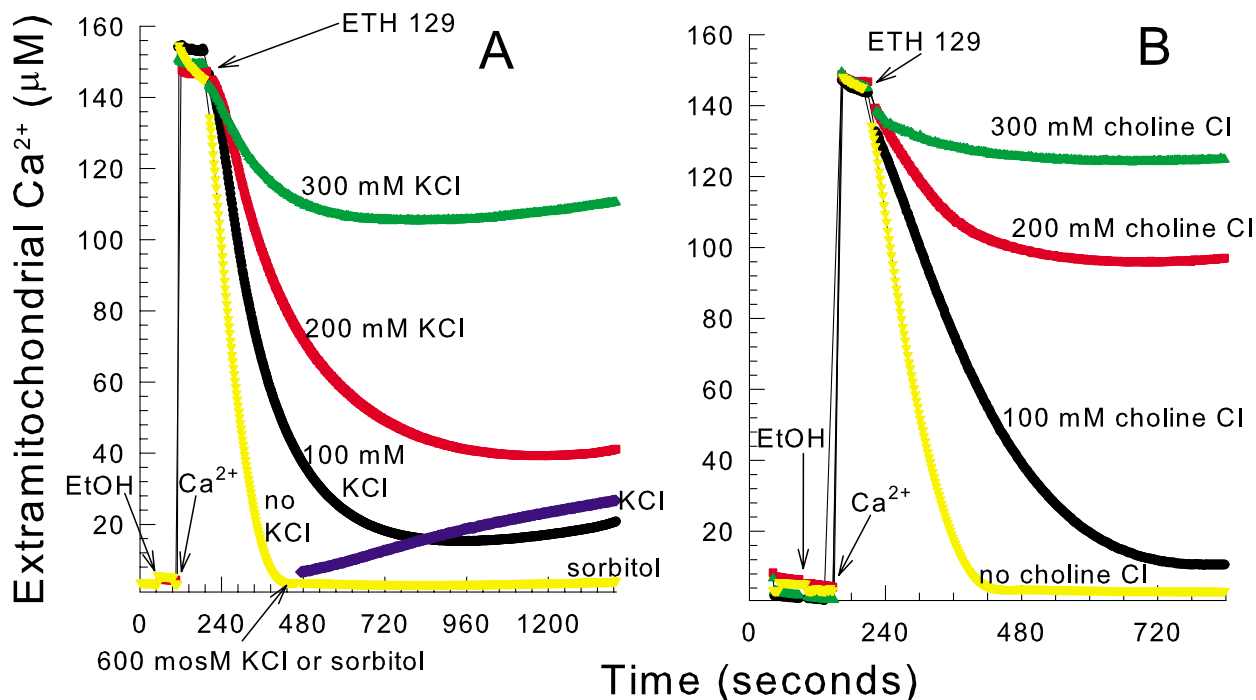 Extramitochondrial Ca2+ (μM)
A
ETH 129
160
140
120
100
80
60
40
20
300 mM KCl
200 mM KCl
100 mM
KCl
no
KCl
EtOH
Ca2+
KCl
sorbitol
0
240
480
720
960
1200
600 mosM KCl or sorbitol
B
ETH 129
160
140
120
100
80
60
40
20
300 mM choline Cl
200 mM choline Cl
100 mM choline Cl
EtOH
Ca2+
no choline Cl
0
240
480
720
Time (seconds)